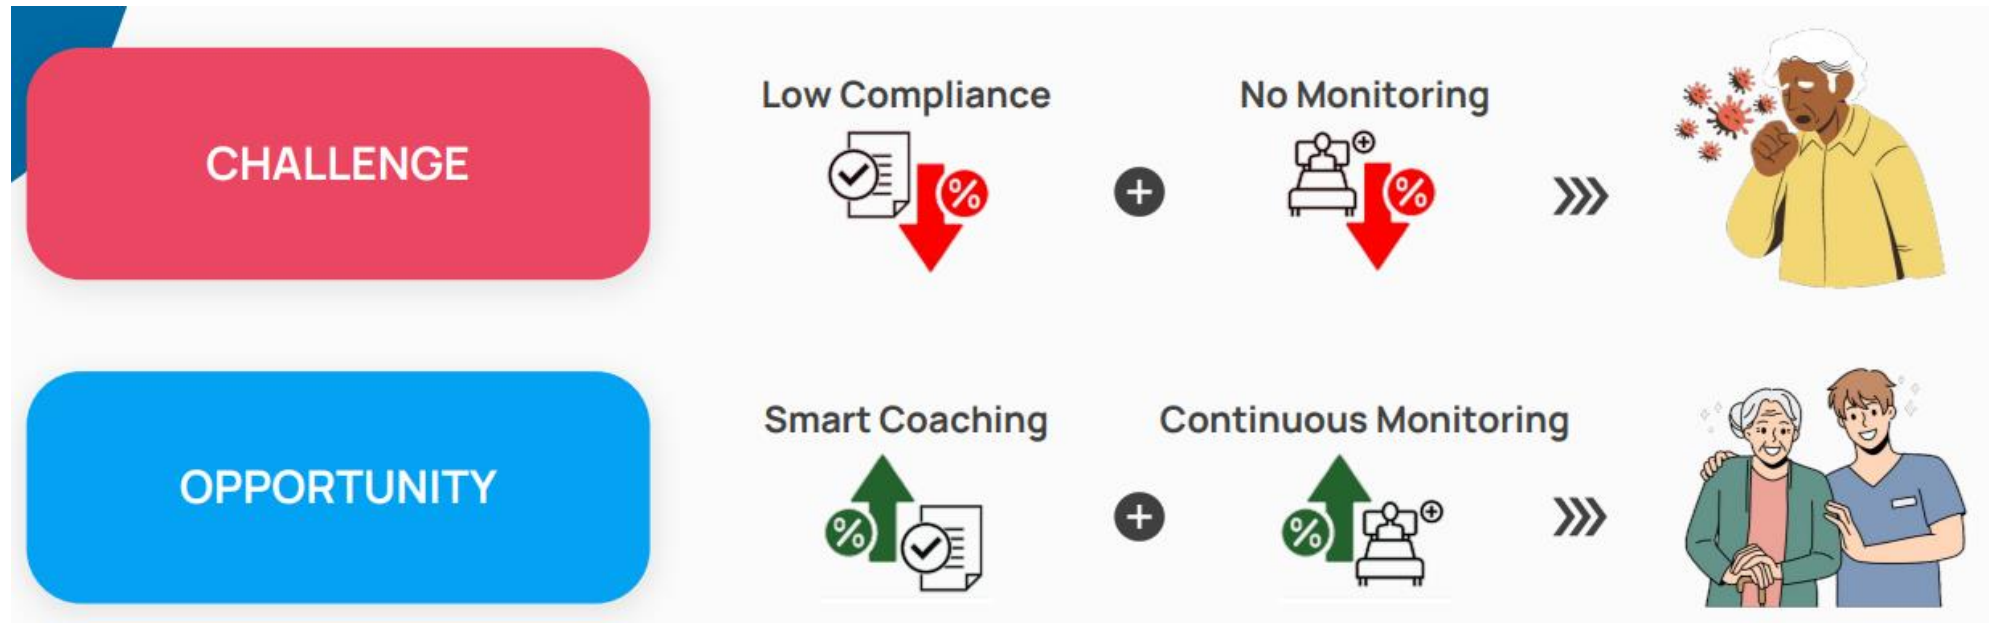 CHALLENGE
Low Compliance
%
+
No Monitoring
%
OPPORTUNITY
Smart Coaching
%
+
Continuous Monitoring
%